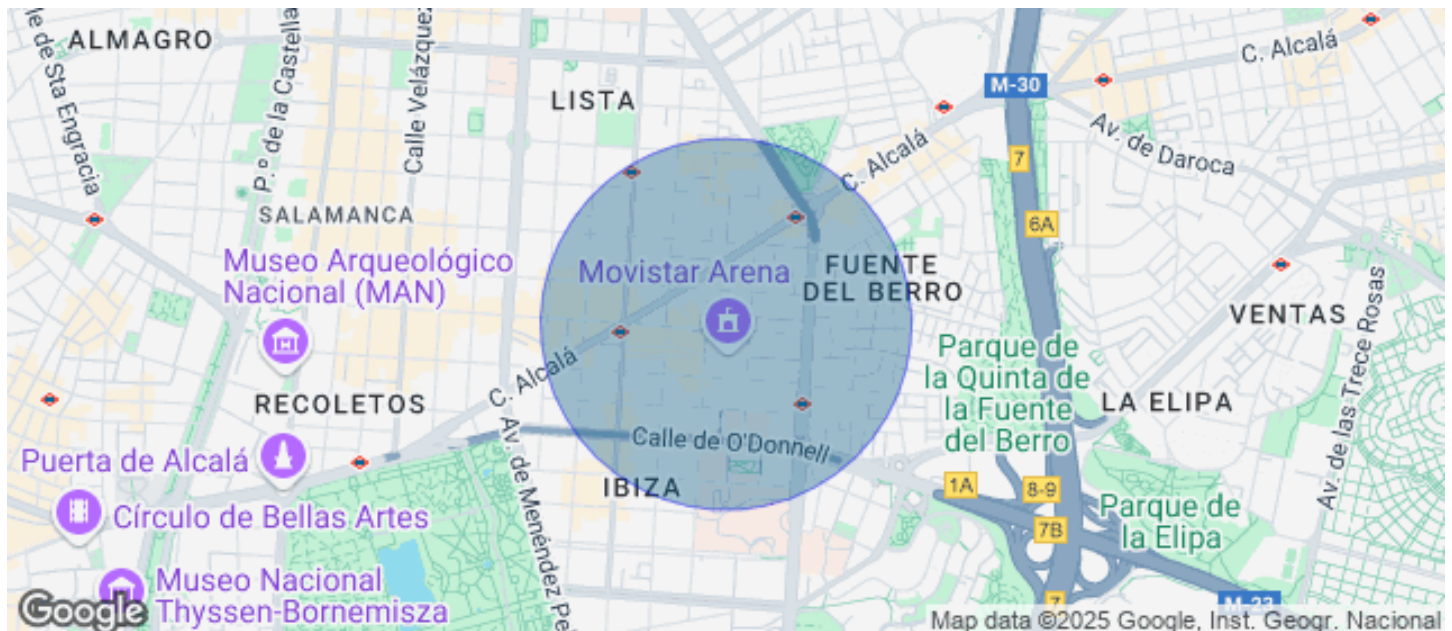 ALMAGRO
C. Alcalá
le de Sta Engracia
P.º de la Castella
Calle Velázquez
LISTA
M-30
Av. de Daroca
7
C. Alcalá
SALAMANCA
6A
Museo Arqueológico
Nacional (MAN)
Movistar Arena
FUENTE
DEL BERRO
VENTAS
Parque de
la Quinta de
la Fuente
del Berro
C. Alcalá
RECOLETOS
LA ELIPA
Av. de las Trece Rosas
Puerta de Alcalá
Calle de O'Donnell
Av. de Menéndez Pe
IBIZA
1A
8-9
7B
Parque de
la Elipa
Círculo de Bellas Artes
Museo Nacional
Thyssen-Bornemisza
7
M-23
Google
Map data ©2025 Google, Inst. Geogr. Nacional